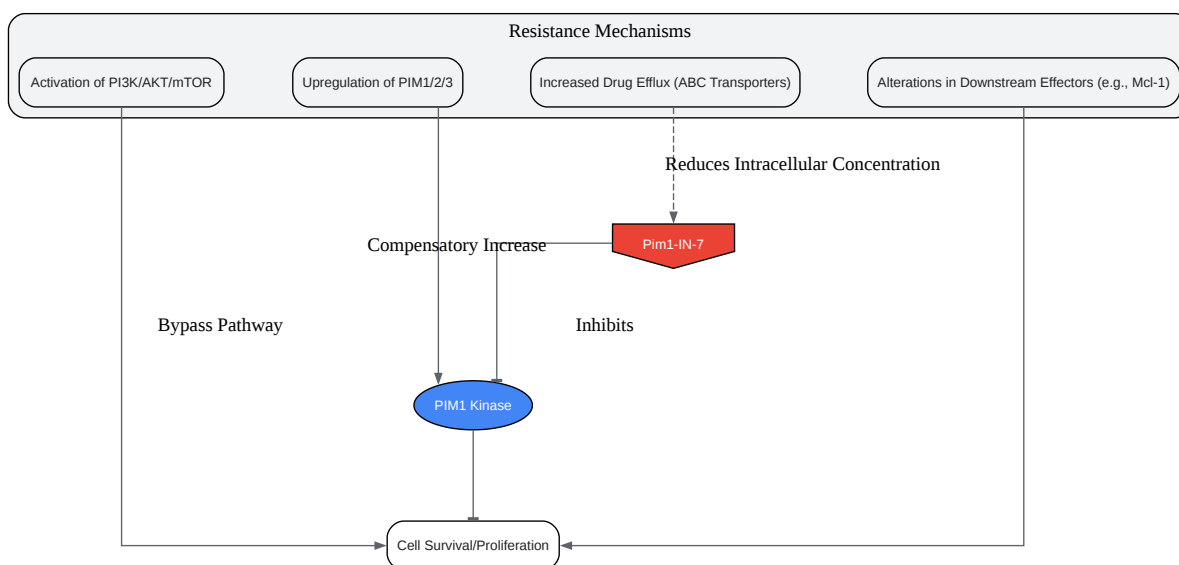 Resistance Mechanisms
Activation of PI3K/AKT/mTOR
Upregulation of PIM1/2/3
Increased Drug Efflux (ABC Transporters)
Alterations in Downstream Effectors (e.g., Mcl-1)
Reduces Intracellular Concentration
Compensatory Increase
Pim1-IN-7
Bypass Pathway
Inhibits
PIM1 Kinase
Cell Survival/Proliferation